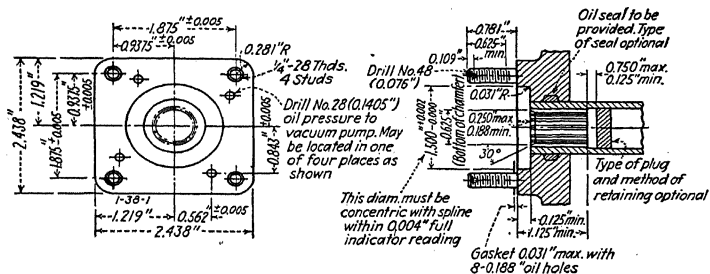 1.875"±0.005
0.9375"±0.005
0.281"R
1/4"-28 Thds.
4 Studs
2.438"
1.219"
1.875±0.005
0.9375"
±0.005
Drill No.28 (0.1405")
oil pressure to
vacuum pump. May
be located in one
of four places as
shown
±0.005
0.843"
1-38-1
1.219"
0.562"±0.005
2.438"
0.781"
0.625"
min.
0.109"
Drill No.48
(0.076")
0.031"R
0.250 max.
0.188 min.
30°
+0.002
1.500-0.000"
0.625"
(Bottom of chamfer)
This diam. must be
concentric with spline
within 0.004" full
indicator reading
Oil seal to be
provided. Type
of seal optional
0.750"max.
0.125"min.
Type of plug
and method of
retaining optional
0.125"min.
1.125"min.
Gasket 0.031"max. with
8-0.188"oil holes